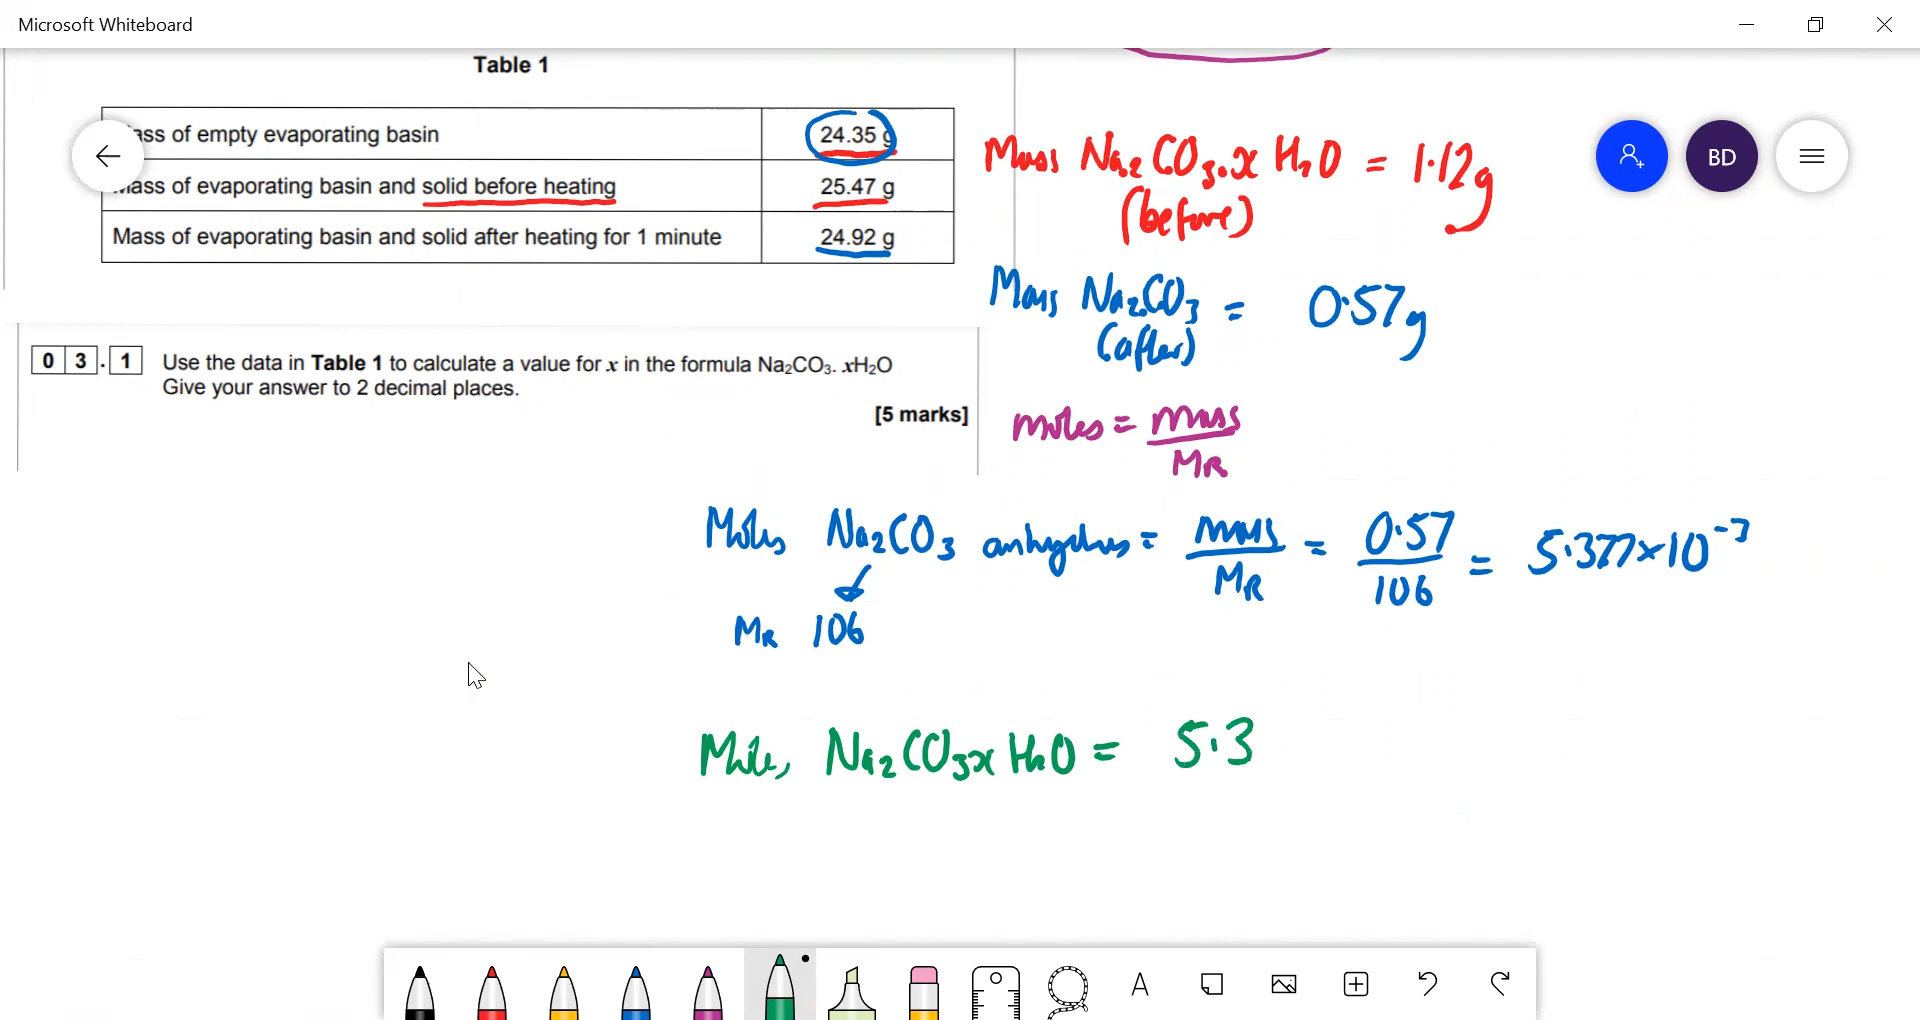 Microsoft Whiteboard
Table 1
ass of empty evaporating basin 24.35 g
ass of evaporating basin and solid before heating 25.47 g
Mass of evaporating basin and solid after heating for 1 minute 24.92 g
Mass Na₂CO₃.xH₂O = 1.12g
(before)
BD
Mass Na₂CO₃ = 0.57g
(after)
0 3 . 1 Use the data in Table 1 to calculate a value for x in the formula Na₂CO₃. xH₂O
Give your answer to 2 decimal places.
[5 marks]
moles = mass
MR
Moles Na₂CO₃ anhydrous = mass / MR = 0.57 / 106 = 5.377×10⁻³
MR 106
Moles Na₂CO₃xH₂O = 5.3
A